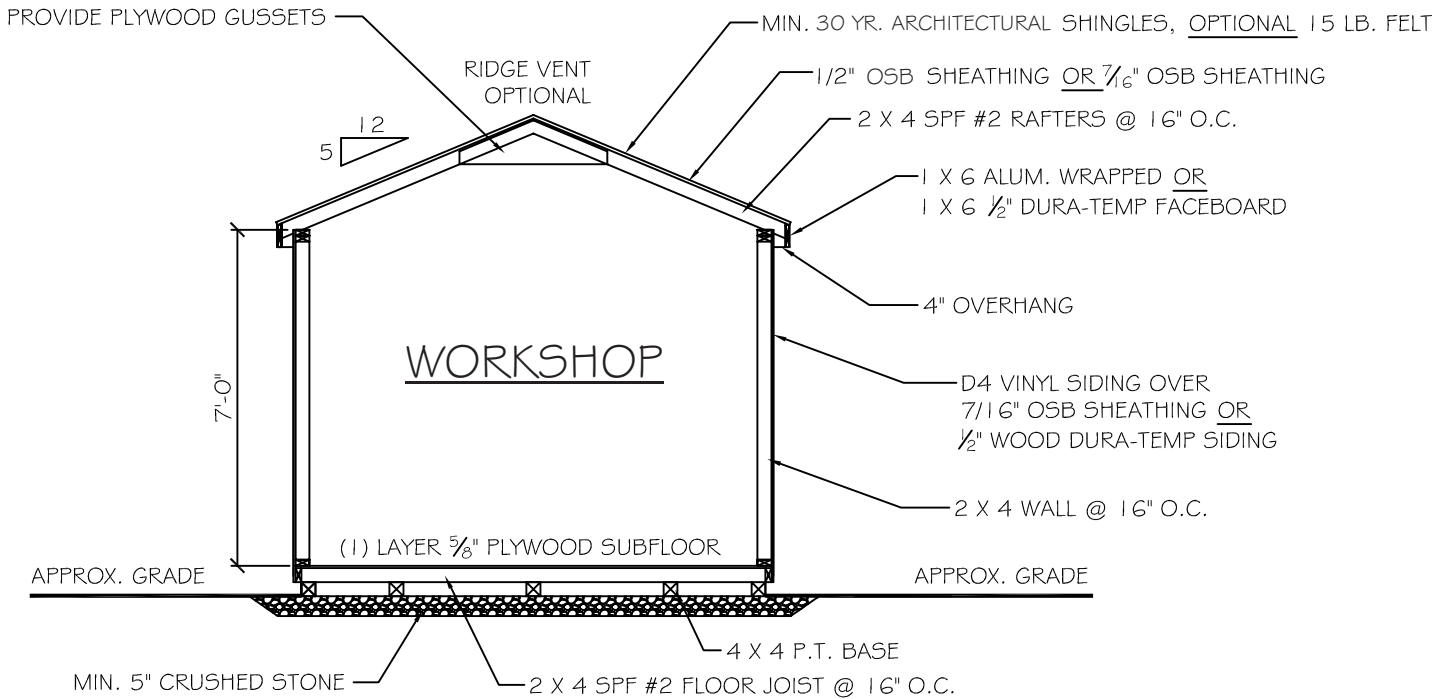 PROVIDE PLYWOOD GUSSETS
MIN. 30 YR. ARCHITECTURAL SHINGLES, OPTIONAL 15 LB. FELT
RIDGE VENT
OPTIONAL
1/2" OSB SHEATHING OR 7/16" OSB SHEATHING
12
5
2 X 4 SPF #2 RAFTERS @ 16" O.C.
1 X 6 ALUM. WRAPPED OR
1 X 6 1/2" DURA-TEMP FACEBOARD
4" OVERHANG
WORKSHOP
7'-0"
D4 VINYL SIDING OVER
7/16" OSB SHEATHING OR
1/2" WOOD DURA-TEMP SIDING
2 X 4 WALL @ 16" O.C.
(1) LAYER 5/8" PLYWOOD SUBFLOOR
APPROX. GRADE
APPROX. GRADE
4 X 4 P.T. BASE
MIN. 5" CRUSHED STONE
2 X 4 SPF #2 FLOOR JOIST @ 16" O.C.